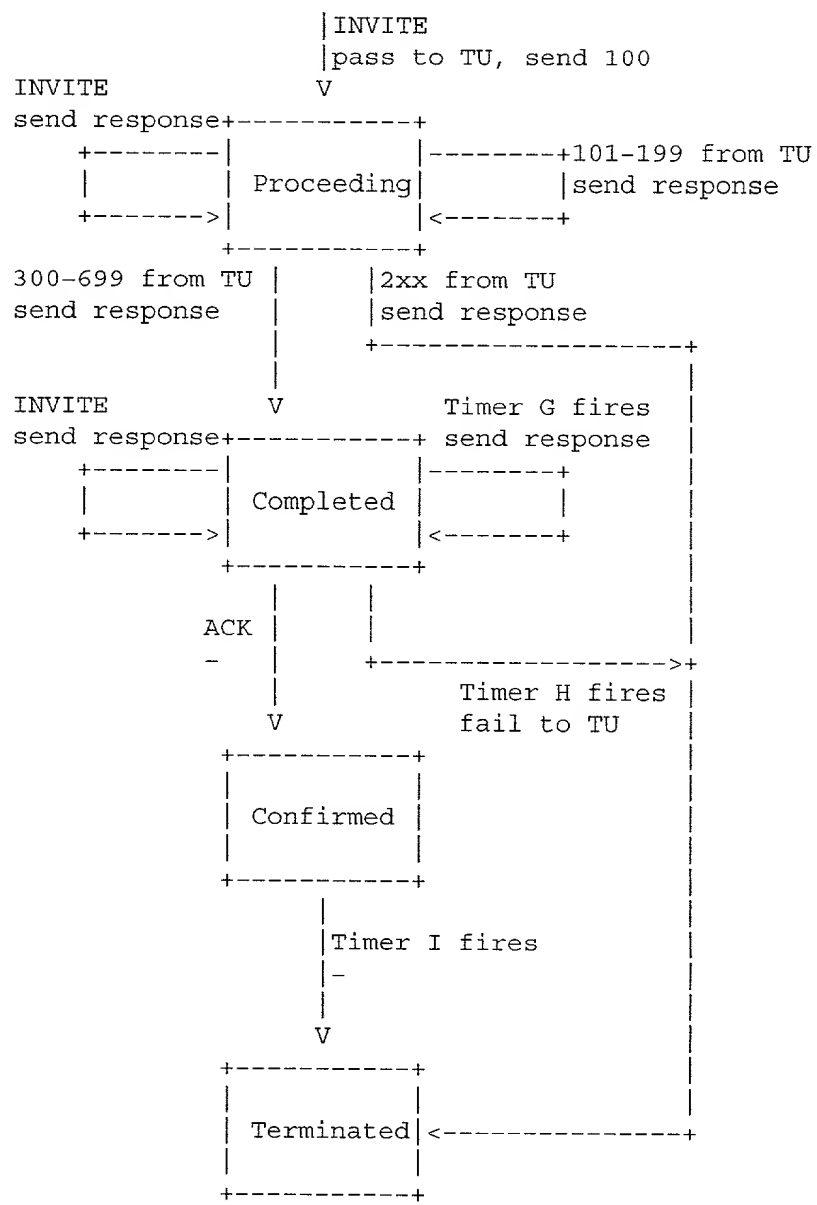 INVITE
pass to TU, send 100
INVITE
send response
101-199 from TU
Proceeding
send response
300-699 from TU
2xx from TU
send response
send response
INVITE
Timer G fires
send response
send response
Completed
ACK
-
Timer H fires
fail to TU
Confirmed
Timer I fires
-
Terminated